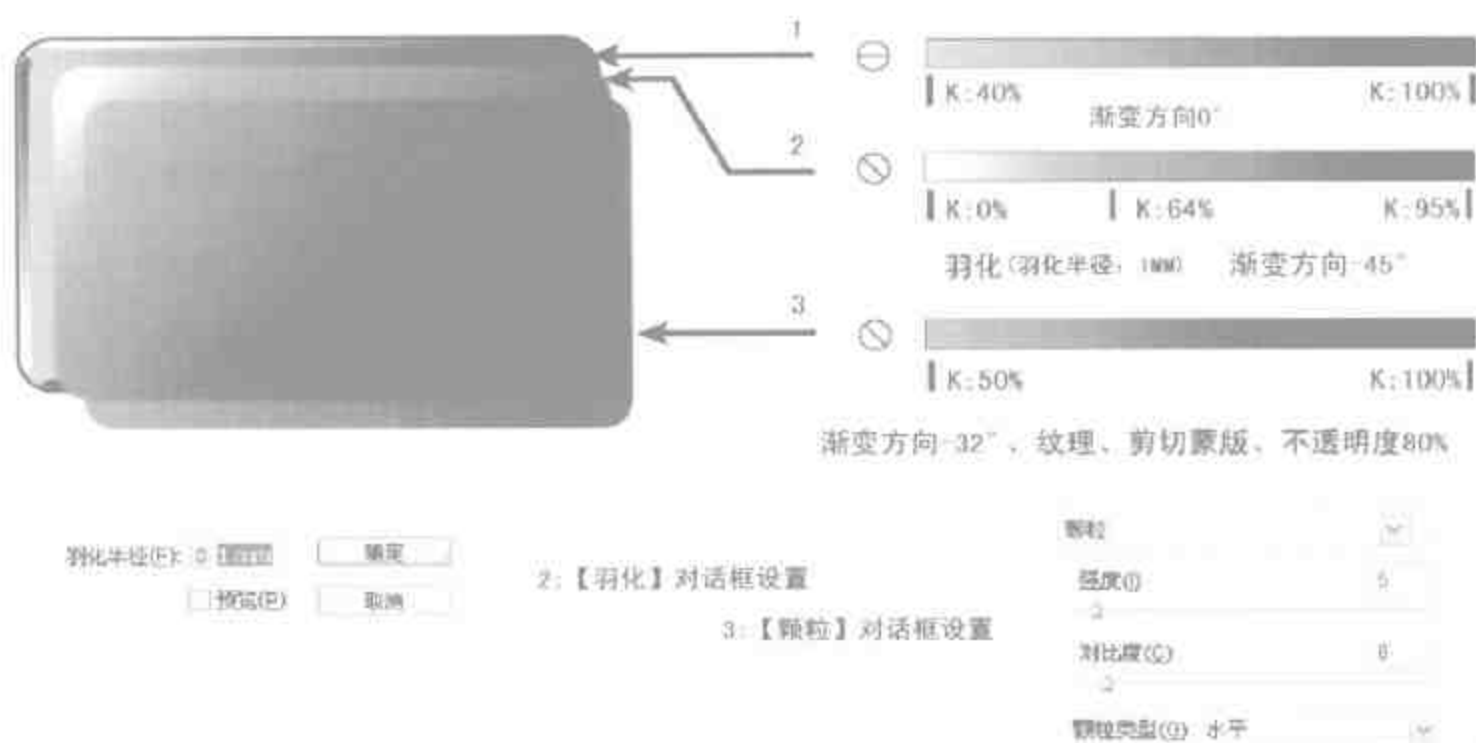 1
K:40% K:100%
渐变方向0°
2
K:0% K:64% K:95%
羽化(羽化半径: 1MM) 渐变方向-45°
3
K:50% K:100%
渐变方向-32°、纹理、剪切蒙版、不透明度80%
羽化半径(F): 确定
预览(P) 取消
2:【羽化】对话框设置
3:【颗粒】对话框设置
颗粒
强度(I) 5
对比度(C)
颗粒类型(G) 水平